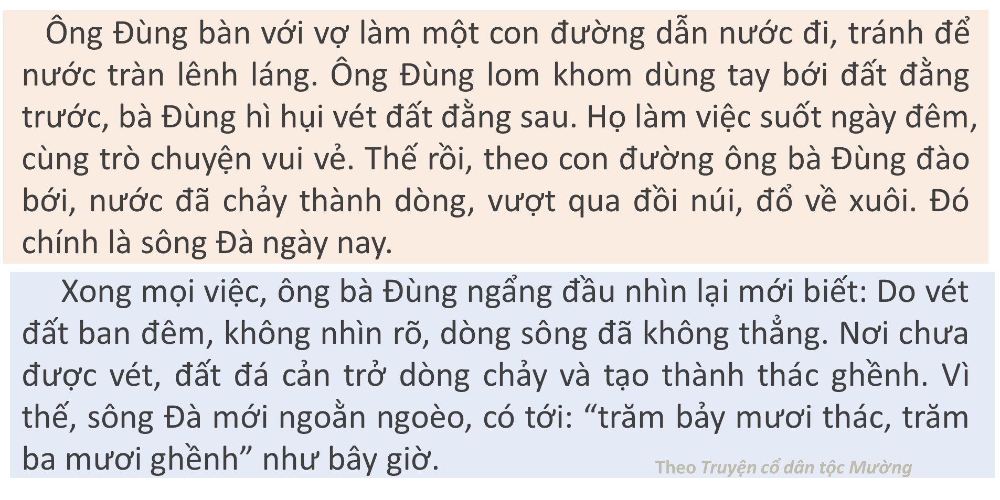 Ông Đùng bàn với vợ làm một con đường dẫn nước đi, tránh để
nước tràn lênh láng. Ông Đùng lom khom dùng tay bới đất đằng
trước, bà Đùng hì hụi vét đất đằng sau. Họ làm việc suốt ngày đêm,
cùng trò chuyện vui vẻ. Thế rồi, theo con đường ông bà Đùng đào
bới, nước đã chảy thành dòng, vượt qua đồi núi, đổ về xuôi. Đó
chính là sông Đà ngày nay.
Xong mọi việc, ông bà Đùng ngẩng đầu nhìn lại mới biết: Do vét
đất ban đêm, không nhìn rõ, dòng sông đã không thẳng. Nơi chưa
được vét, đất đá cản trở dòng chảy và tạo thành thác ghềnh. Vì
thế, sông Đà mới ngoằn ngoèo, có tới: “trăm bảy mươi thác, trăm
ba mươi ghềnh” như bây giờ.
Theo Truyện cổ dân tộc Mường